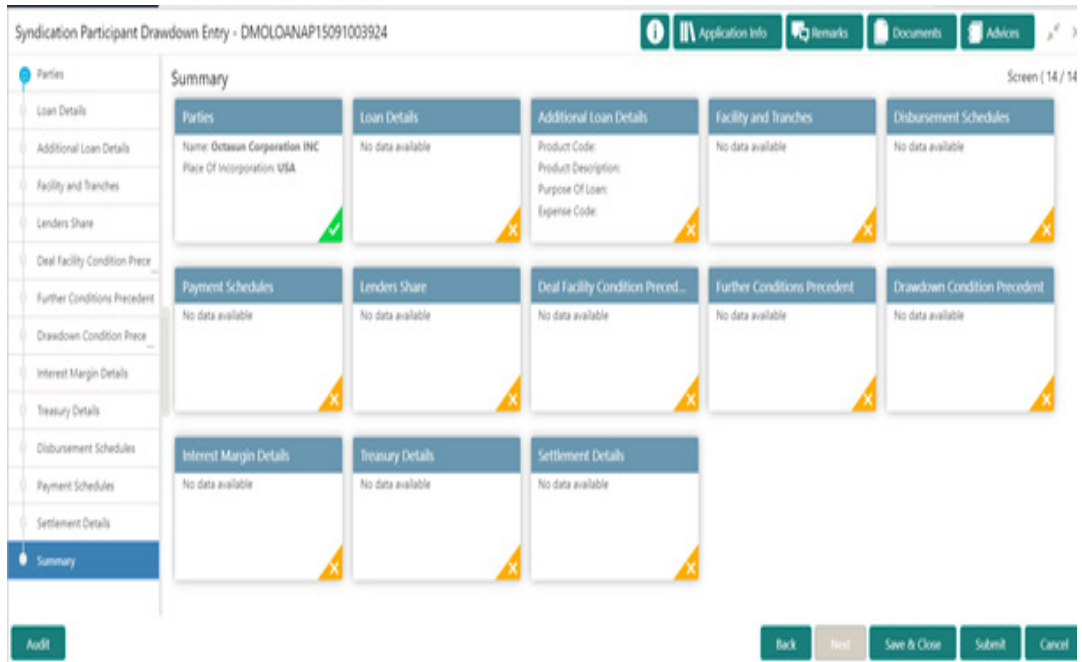 Syndication Participant Drawdown Entry - DMOLOANAP15091003924
Application Info
Remarks
Documents
Advices
Parties
Loan Details
Additional Loan Details
Facility and Tranches
Lenders Share
Deal Facility Condition Prece ...
Further Conditions Precedent
Drawdown Condition Prece ...
Interest Margin Details
Treasury Details
Disbursement Schedules
Payment Schedules
Settlement Details
Summary
Summary
Screen ( 14 / 14
Parties
Name: Octasun Corporation INC
Place Of Incorporation: USA
Loan Details
No data available
Additional Loan Details
Product Code:
Product Description:
Purpose Of Loan:
Expense Code:
Facility and Tranches
No data available
Disbursement Schedules
No data available
Payment Schedules
No data available
Lenders Share
No data available
Deal Facility Condition Preced...
No data available
Further Conditions Precedent
No data available
Drawdown Condition Precedent
No data available
Interest Margin Details
No data available
Treasury Details
No data available
Settlement Details
No data available
Audit
Back
Next
Save & Close
Submit
Cancel